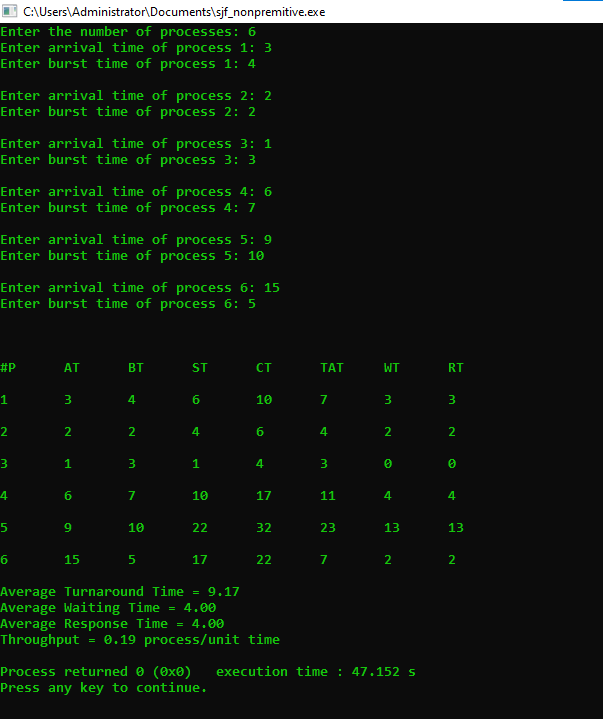 C:\Users\Administrator\Documents\sjf_nonpremitive.exe
Enter the number of processes: 6
Enter arrival time of process 1: 3
Enter burst time of process 1: 4
Enter arrival time of process 2: 2
Enter burst time of process 2: 2
Enter arrival time of process 3: 1
Enter burst time of process 3: 3
Enter arrival time of process 4: 6
Enter burst time of process 4: 7
Enter arrival time of process 5: 9
Enter burst time of process 5: 10
Enter arrival time of process 6: 15
Enter burst time of process 6: 5
#P AT BT ST CT TAT WT RT
1 3 4 6 10 7 3 3
2 2 2 4 6 4 2 2
3 1 3 1 4 3 0 0
4 6 7 10 17 11 4 4
5 9 10 22 32 23 13 13
6 15 5 17 22 7 2 2
Average Turnaround Time = 9.17
Average Waiting Time = 4.00
Average Response Time = 4.00
Throughput = 0.19 process/unit time
Process returned 0 (0x0)   execution time : 47.152 s
Press any key to continue.